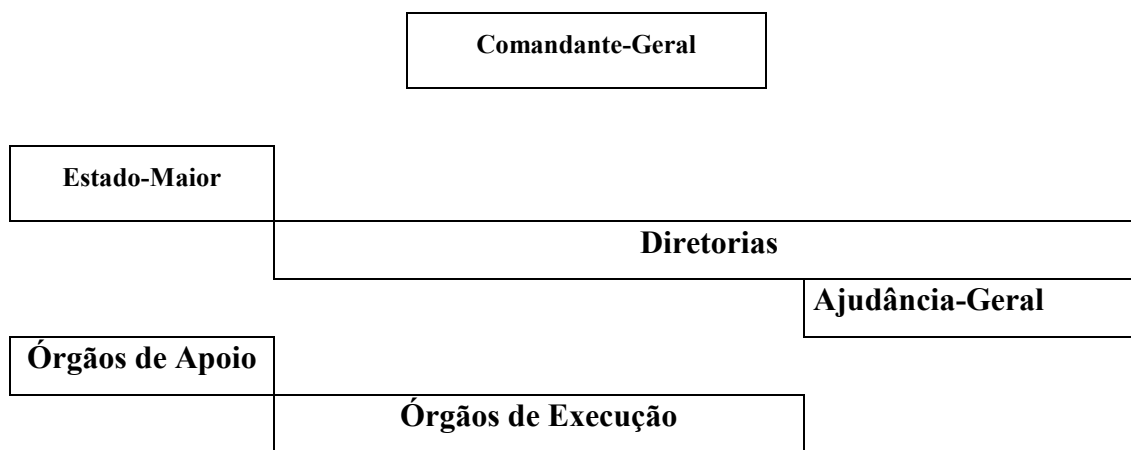 Comandante-Geral
Estado-Maior
Diretorias
Ajudância-Geral
Órgãos de Apoio
Órgãos de Execução